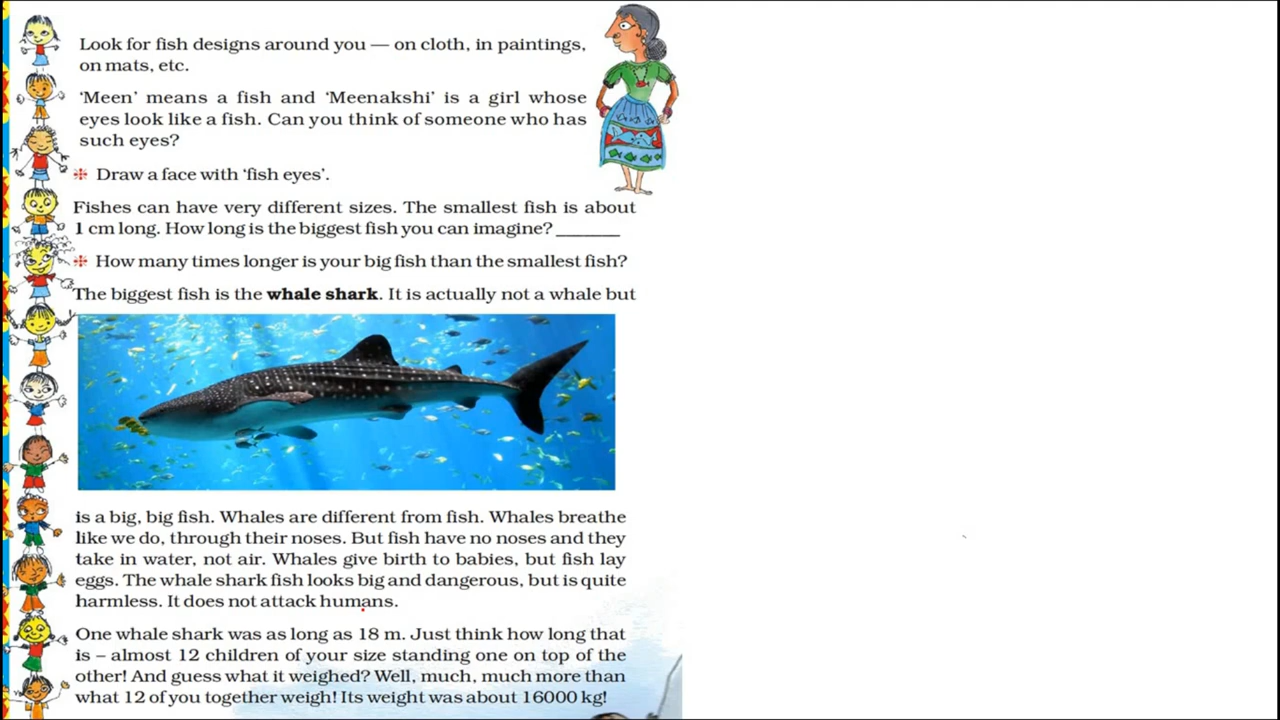 Look for fish designs around you — on cloth, in paintings,
on mats, etc.
‘Meen’ means a fish and ‘Meenakshi’ is a girl whose
eyes look like a fish. Can you think of someone who has
such eyes?
❉ Draw a face with ‘fish eyes’.
Fishes can have very different sizes. The smallest fish is about
1 cm long. How long is the biggest fish you can imagine? _______
❉ How many times longer is your big fish than the smallest fish?
The biggest fish is the whale shark. It is actually not a whale but
is a big, big fish. Whales are different from fish. Whales breathe
like we do, through their noses. But fish have no noses and they
take in water, not air. Whales give birth to babies, but fish lay
eggs. The whale shark fish looks big and dangerous, but is quite
harmless. It does not attack humans.
One whale shark was as long as 18 m. Just think how long that
is – almost 12 children of your size standing one on top of the
other! And guess what it weighed? Well, much, much more than
what 12 of you together weigh! Its weight was about 16000 kg!